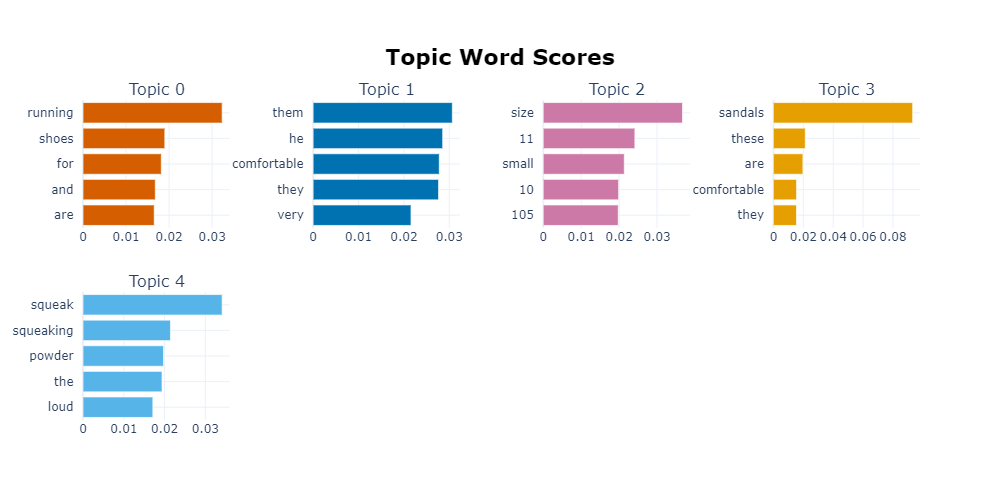 Topic Word Scores
Topic 0
running
shoes
for
and
are
0 0.01 0.02 0.03
Topic 1
them
he
comfortable
they
very
0 0.01 0.02 0.03
Topic 2
size
11
small
10
105
0 0.01 0.02 0.03
Topic 3
sandals
these
are
comfortable
they
0 0.02 0.04 0.06 0.08
Topic 4
squeak
squeaking
powder
the
loud
0 0.01 0.02 0.03